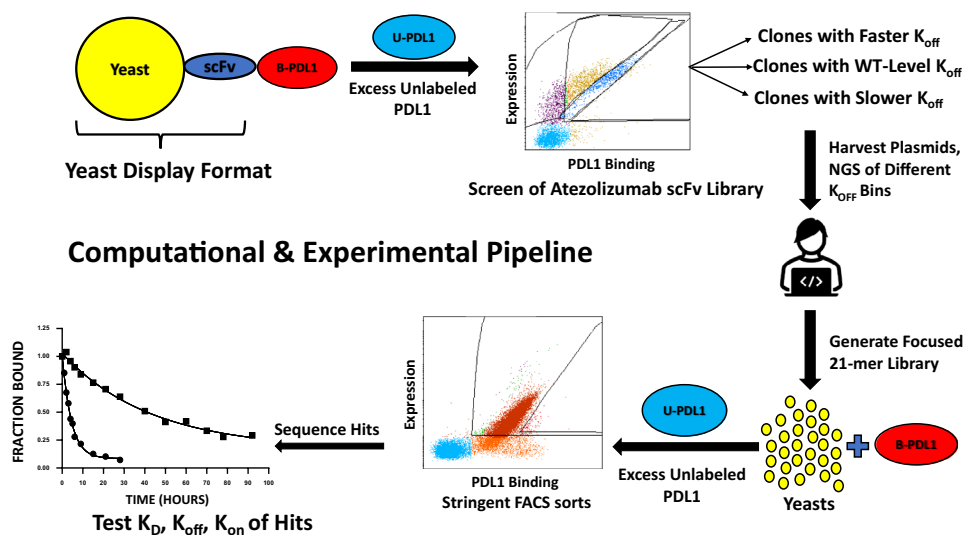 Yeast
scFv
B-PDL1
U-PDL1
Excess Unlabeled
PDL1
Yeast Display Format
Expression
PDL1 Binding
Screen of Atezolizumab scFv Library
Clones with Faster Koff
Clones with WT-Level Koff
Clones with Slower Koff
Harvest Plasmids,
NGS of Different
KOFF Bins
Computational & Experimental Pipeline
</>
Generate Focused
21-mer Library
B-PDL1
Yeasts
U-PDL1
Excess Unlabeled
PDL1
Expression
PDL1 Binding
Stringent FACS sorts
Sequence Hits
FRACTION BOUND
1.25
1.00
0.75
0.50
0.25
0.00
0 10 20 30 40 50 60 70 80 90 100
TIME (HOURS)
Test KD, Koff, Kon of Hits